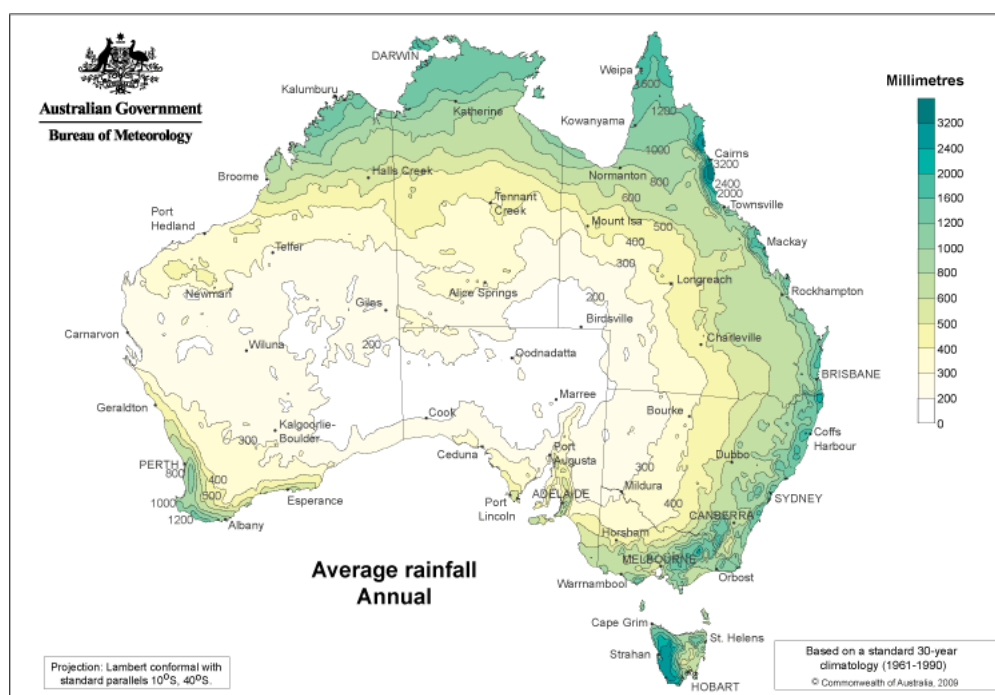 Australian Government
Bureau of Meteorology
Millimetres
3200
3200
2400
2000
1600
1200
1000
800
600
500
400
300
200
0
DARWIN
Kalumburu
Katherine
Weipa
1600
1200
Kowanyama
1000
Cairns
3200
2400
2000
Broome
Halls Creek
Normanton
800
600
Townsville
Port
Hedland
Tennant
Creek
Mount Isa
500
400
Mackay
Telfer
300
Longreach
Newman
Giles
Alice Springs
200
Rockhampton
Carnarvon
Birdsville
Wiluna
200
Oodnadatta
Charleville
BRISBANE
Geraldton
Marree
Bourke
Cook
Kalgoorlie-
Boulder
300
Coffs
Harbour
Ceduna
Port
Augusta
Dubbo
PERTH
800
400
500
300
1000
Esperance
Port
Lincoln
ADELAIDE
Mildura
400
SYDNEY
1200
Albany
CANBERRA
Horsham
MELBOURNE
Warrnambool
Orbost
Average rainfall
Annual
Cape Grim
St. Helens
Strahan
HOBART
Projection: Lambert conformal with
standard parallels 10°S, 40°S.
Based on a standard 30-year
climatology (1961-1990)
© Commonwealth of Australia, 2009